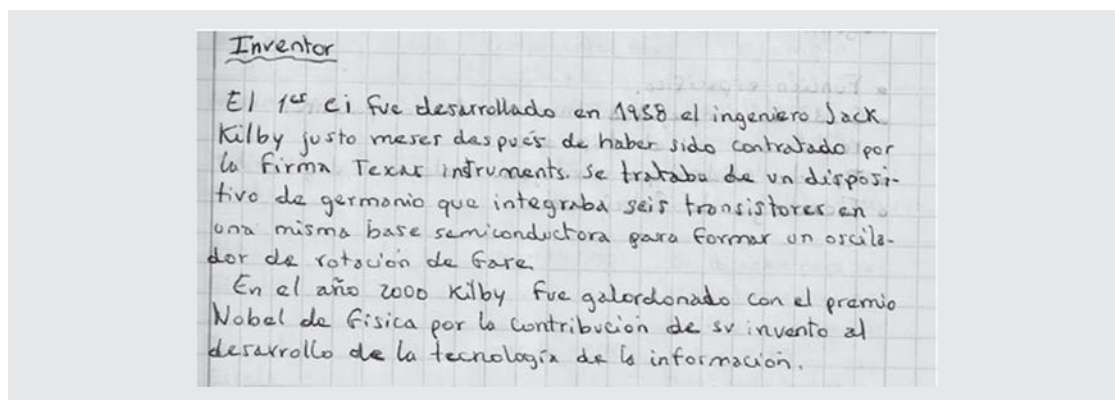 Inventor
El 1er ci fue desarrollado en 1958 el ingeniero Jack
Kilby justo meses después de haber sido contratado por
la firma Texas instruments. Se trataba de un disposi-
tivo de germanio que integraba seis transistores en
una misma base semiconductora para formar un oscila-
dor de rotación de fase.
En el año 2000 Kilby fue galordonado con el premio
Nobel de física por la contribución de su invento al
desarrollo de la tecnología de la información.